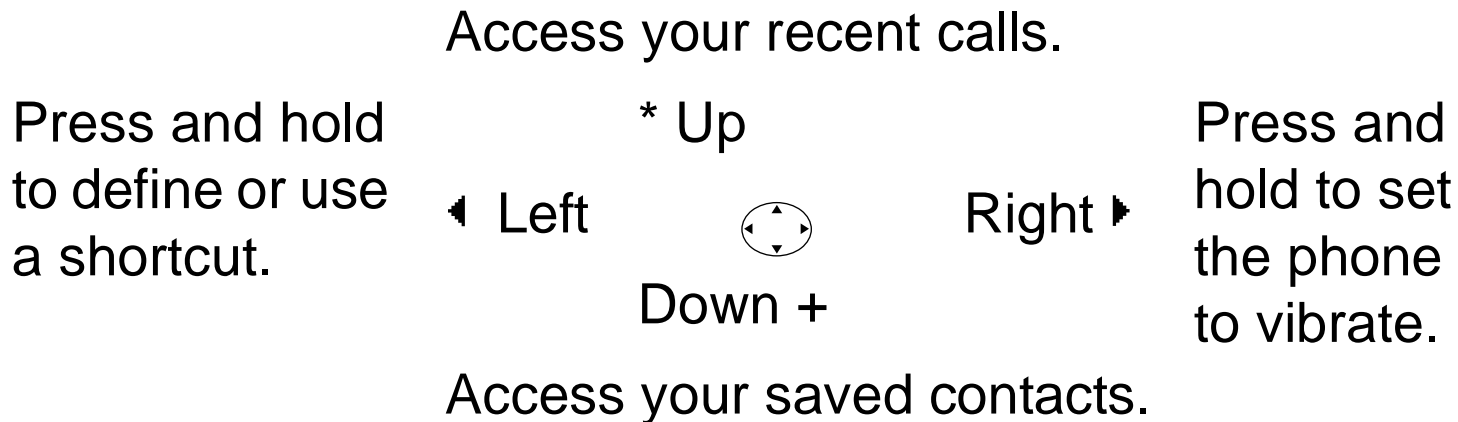 Access your recent calls.
Press and hold
to define or use
a shortcut.
* Up
◂ Left
Right ▸
Down +
Press and
hold to set
the phone
to vibrate.
Access your saved contacts.